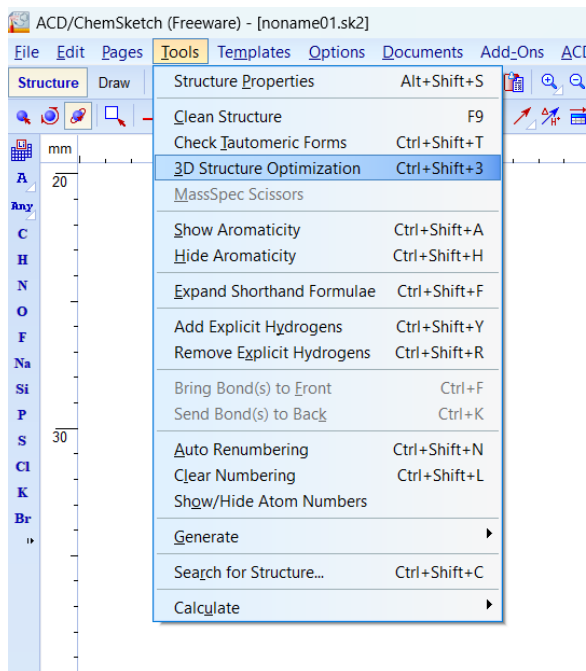 ACD/ChemSketch (Freeware) - [noname01.sk2]
File Edit Pages Tools Templates Options Documents Add-Ons ACD
Structure Draw
mm
20
30
A
Any
C
H
N
O
F
Na
Si
P
S
Cl
K
Br
Structure Properties Alt+Shift+S
Clean Structure F9
Check Tautomeric Forms Ctrl+Shift+T
3D Structure Optimization Ctrl+Shift+3
MassSpec Scissors
Show Aromaticity Ctrl+Shift+A
Hide Aromaticity Ctrl+Shift+H
Expand Shorthand Formulae Ctrl+Shift+F
Add Explicit Hydrogens Ctrl+Shift+Y
Remove Explicit Hydrogens Ctrl+Shift+R
Bring Bond(s) to Front Ctrl+F
Send Bond(s) to Back Ctrl+K
Auto Renumbering Ctrl+Shift+N
Clear Numbering Ctrl+Shift+L
Show/Hide Atom Numbers
Generate
Search for Structure... Ctrl+Shift+C
Calculate